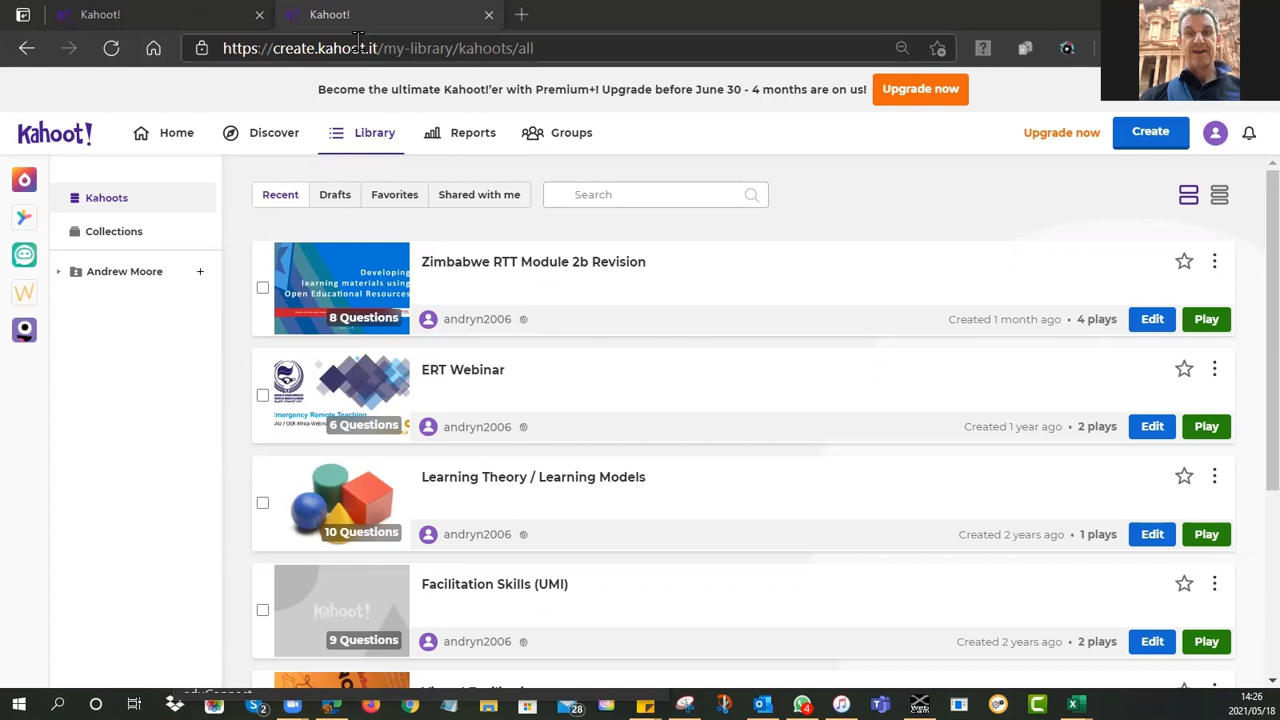 Kahoot!
Kahoot!
https://create.kahoot.it/my-library/kahoots/all
Become the ultimate Kahoot!'er with Premium+! Upgrade before June 30 - 4 months are on us!
Upgrade now
Kahoot!
Home
Discover
Library
Reports
Groups
Upgrade now
Create
Kahoots
Collections
Andrew Moore
Recent
Drafts
Favorites
Shared with me
Search
Developing
learning materials using
Open Educational Resources
8 Questions
Zimbabwe RTT Module 2b Revision
andryn2006
Created 1 month ago • 4 plays
Edit
Play
6 Questions
ERT Webinar
andryn2006
Created 1 year ago • 2 plays
Edit
Play
10 Questions
Learning Theory / Learning Models
andryn2006
Created 2 years ago • 1 plays
Edit
Play
Kahoot!
9 Questions
Facilitation Skills (UMI)
andryn2006
Created 2 years ago • 2 plays
Edit
Play
2
28
4
14:26
2021/05/18